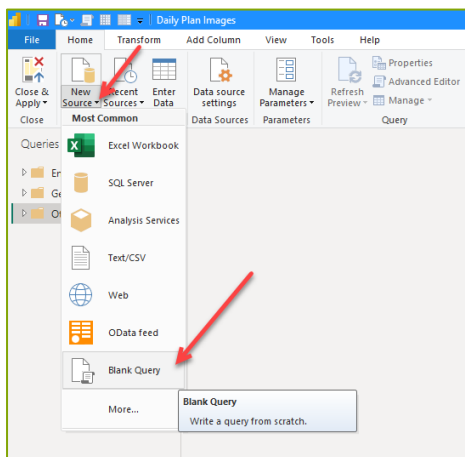 Daily Plan Images
File Home Transform Add Column View Tools Help
Close &
Apply
New
Source
Recent
Sources
Enter
Data
Data source
settings
Manage
Parameters
Refresh
Preview
Properties
Advanced Editor
Manage
Close
Data Sources
Parameters
Query
Most Common
Queries
Excel Workbook
SQL Server
Analysis Services
Text/CSV
Web
OData feed
Blank Query
More...
Blank Query
Write a query from scratch.